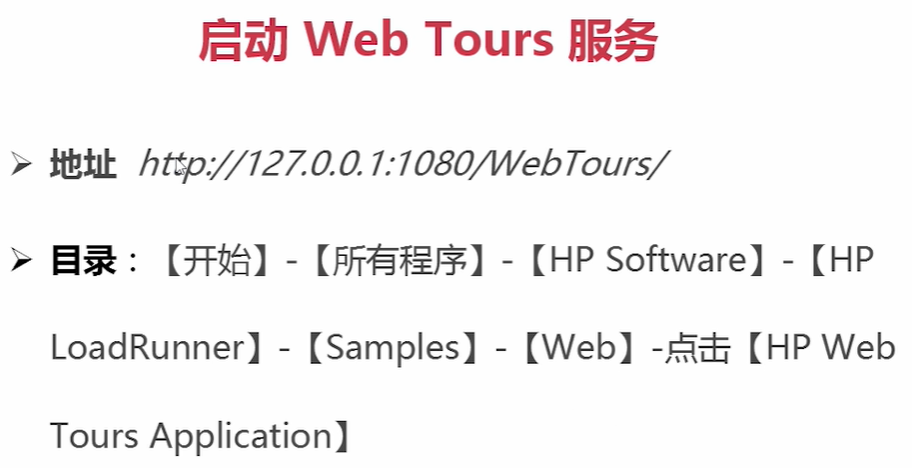 启动 Web Tours 服务
➢ 地址 http://127.0.0.1:1080/WebTours/
➢ 目录：【开始】-【所有程序】-【HP Software】-【HP
LoadRunner】-【Samples】-【Web】-点击【HP Web
Tours Application】